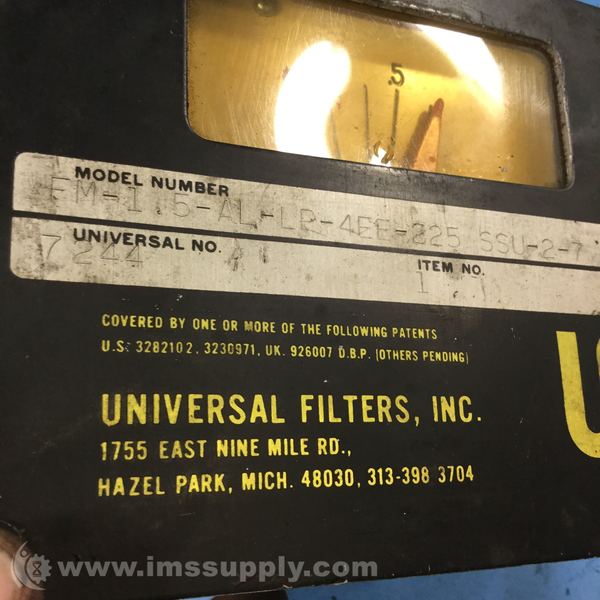 5
MODEL NUMBER
FM-1.5-AL-LP-4EE-225 SSU-2-7
UNIVERSAL NO.
7244
ITEM NO.
COVERED BY ONE OR MORE OF THE FOLLOWING PATENTS
U.S. 3282102, 3230971, UK. 926007 D.B.P. (OTHERS PENDING)
UNIVERSAL FILTERS, INC.
1755 EAST NINE MILE RD.,
HAZEL PARK, MICH. 48030, 313-398 3704
www.imssupply.com